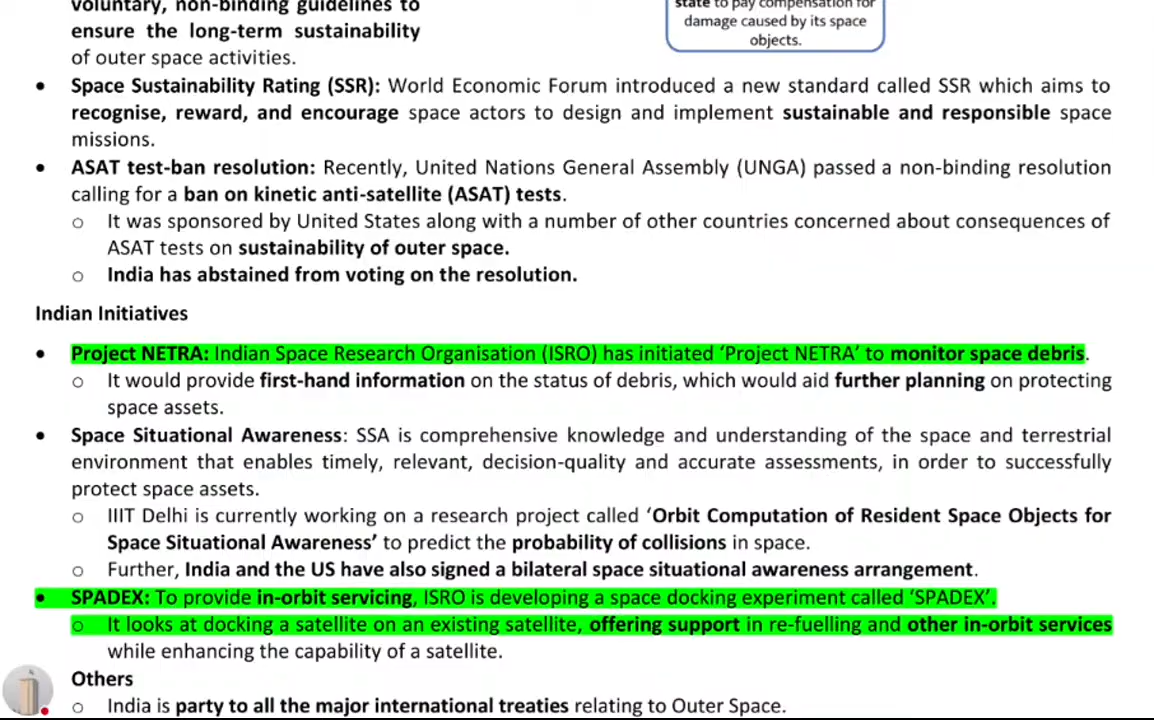 voluntary, non-binding guidelines to
ensure the long-term sustainability
of outer space activities.
state to pay compensation for
damage caused by its space
objects.
• Space Sustainability Rating (SSR): World Economic Forum introduced a new standard called SSR which aims to
recognise, reward, and encourage space actors to design and implement sustainable and responsible space
missions.
• ASAT test-ban resolution: Recently, United Nations General Assembly (UNGA) passed a non-binding resolution
calling for a ban on kinetic anti-satellite (ASAT) tests.
o It was sponsored by United States along with a number of other countries concerned about consequences of
ASAT tests on sustainability of outer space.
o India has abstained from voting on the resolution.
Indian Initiatives
• Project NETRA: Indian Space Research Organisation (ISRO) has initiated ‘Project NETRA’ to monitor space debris.
o It would provide first-hand information on the status of debris, which would aid further planning on protecting
space assets.
• Space Situational Awareness: SSA is comprehensive knowledge and understanding of the space and terrestrial
environment that enables timely, relevant, decision-quality and accurate assessments, in order to successfully
protect space assets.
o IIIT Delhi is currently working on a research project called ‘Orbit Computation of Resident Space Objects for
Space Situational Awareness’ to predict the probability of collisions in space.
o Further, India and the US have also signed a bilateral space situational awareness arrangement.
• SPADEX: To provide in-orbit servicing, ISRO is developing a space docking experiment called ‘SPADEX’.
o It looks at docking a satellite on an existing satellite, offering support in re-fuelling and other in-orbit services
while enhancing the capability of a satellite.
Others
o India is party to all the major international treaties relating to Outer Space.